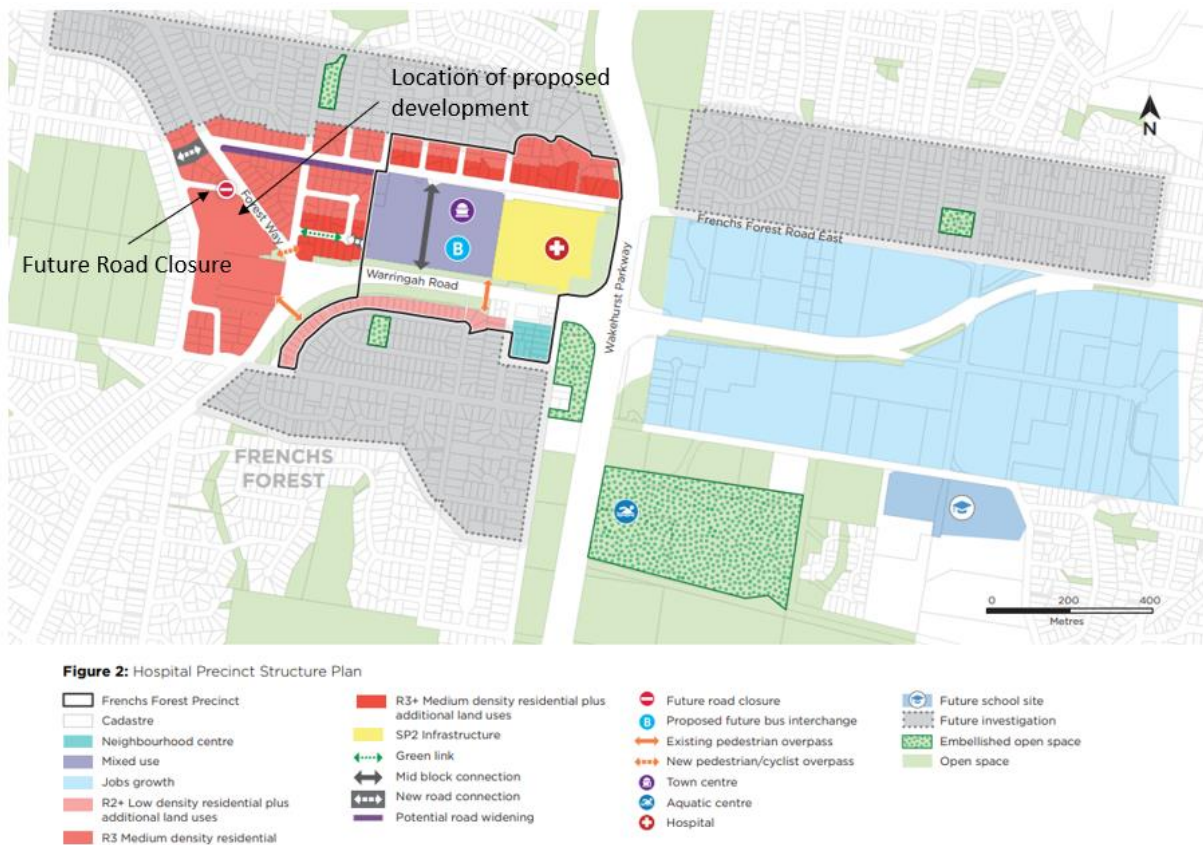 Location of proposed
development
N
Forest Way
Future Road Closure
B
Warringah Road
Frenchs Forest Road East
Wakehurst Parkway
FRENCHS
FOREST
0 200 400
Metres
Figure 2: Hospital Precinct Structure Plan
Frenchs Forest Precinct
Cadastre
Neighbourhood centre
Mixed use
Jobs growth
R2+ Low density residential plus
additional land uses
R3 Medium density residential
R3+ Medium density residential plus
additional land uses
SP2 Infrastructure
Green link
Mid block connection
New road connection
Potential road widening
Future road closure
B Proposed future bus interchange
Existing pedestrian overpass
New pedestrian/cyclist overpass
Town centre
Aquatic centre
Hospital
Future school site
Future investigation
Embellished open space
Open space